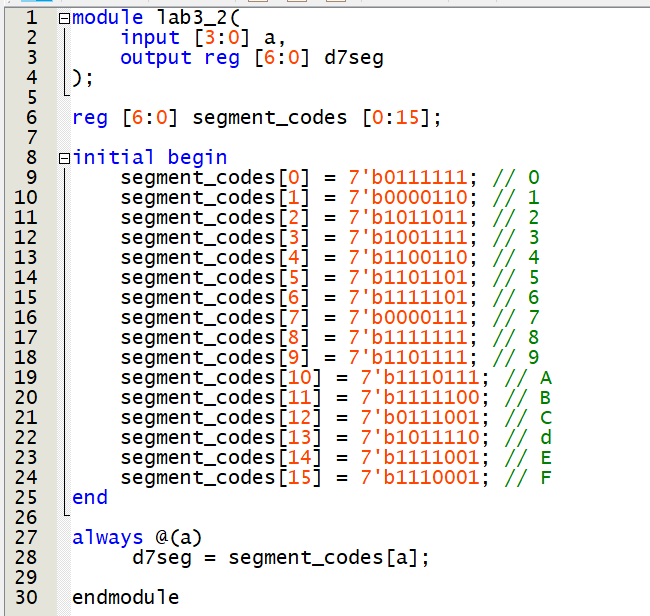 1 module lab3_2(
2 input [3:0] a,
3 output reg [6:0] d7seg
4 );
5
6 reg [6:0] segment_codes [0:15];
7
8 initial begin
9 segment_codes[0] = 7'b0111111; // 0
10 segment_codes[1] = 7'b0000110; // 1
11 segment_codes[2] = 7'b1011011; // 2
12 segment_codes[3] = 7'b1001111; // 3
13 segment_codes[4] = 7'b1100110; // 4
14 segment_codes[5] = 7'b1101101; // 5
15 segment_codes[6] = 7'b1111101; // 6
16 segment_codes[7] = 7'b0000111; // 7
17 segment_codes[8] = 7'b1111111; // 8
18 segment_codes[9] = 7'b1101111; // 9
19 segment_codes[10] = 7'b1110111; // A
20 segment_codes[11] = 7'b1111100; // B
21 segment_codes[12] = 7'b0111001; // C
22 segment_codes[13] = 7'b1011110; // d
23 segment_codes[14] = 7'b1111001; // E
24 segment_codes[15] = 7'b1110001; // F
25 end
26
27 always @(a)
28 d7seg = segment_codes[a];
29
30 endmodule